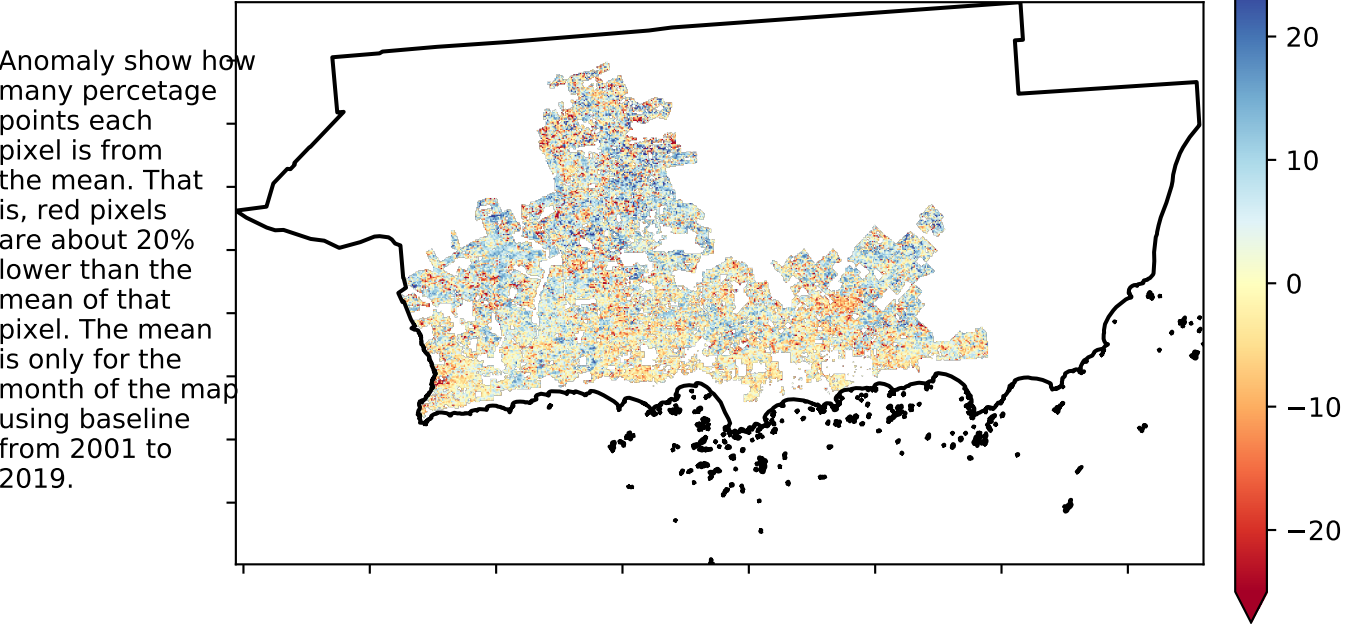 Anomaly show how
many percetage
points each
pixel is from
the mean. That
is, red pixels
are about 20%
lower than the
mean of that
pixel. The mean
is only for the
month of the map
using baseline
from 2001 to
2019.
20
10
0
−10
−20